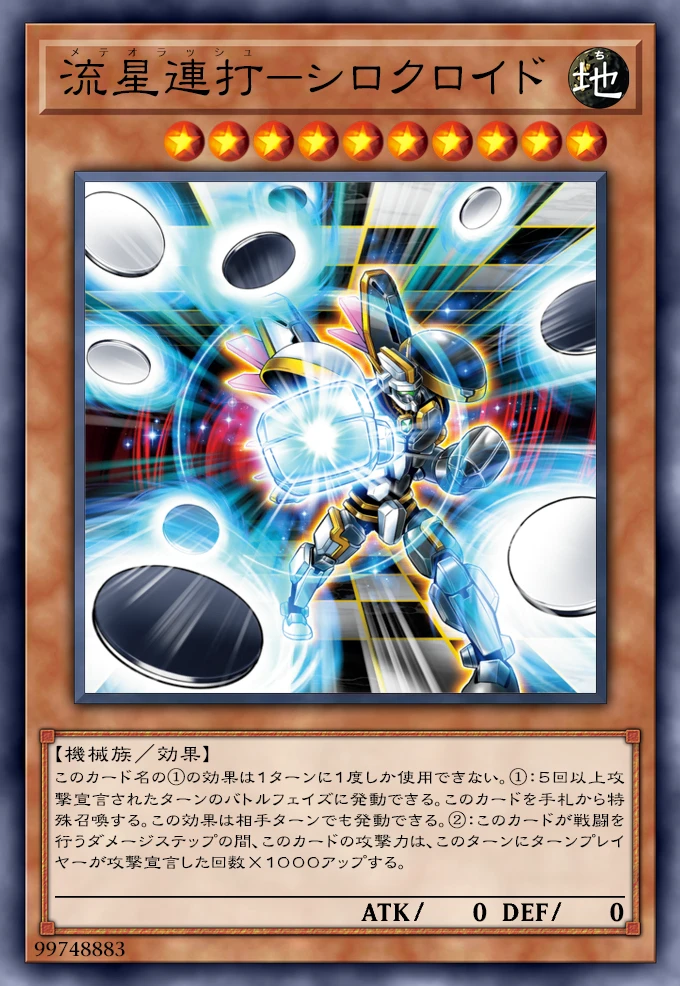 メテオラッシュ
流星連打－シロクロイド
ち
地
【機械族／効果】
このカード名の①の効果は１ターンに１度しか使用できない。①：５回以上攻
撃宣言されたターンのバトルフェイズに発動できる。このカードを手札から特
殊召喚する。この効果は相手ターンでも発動できる。②：このカードが戦闘を
行うダメージステップの間、このカードの攻撃力は、このターンにターンプレイ
ヤーが攻撃宣言した回数×１０００アップする。
ATK/ 0 DEF/ 0
99748883